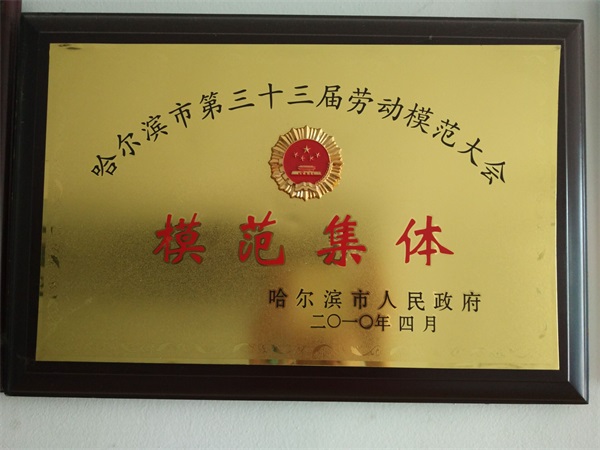 哈尔滨市第三十三届劳动模范大会
模范集体
哈尔滨市人民政府
二〇一〇年四月